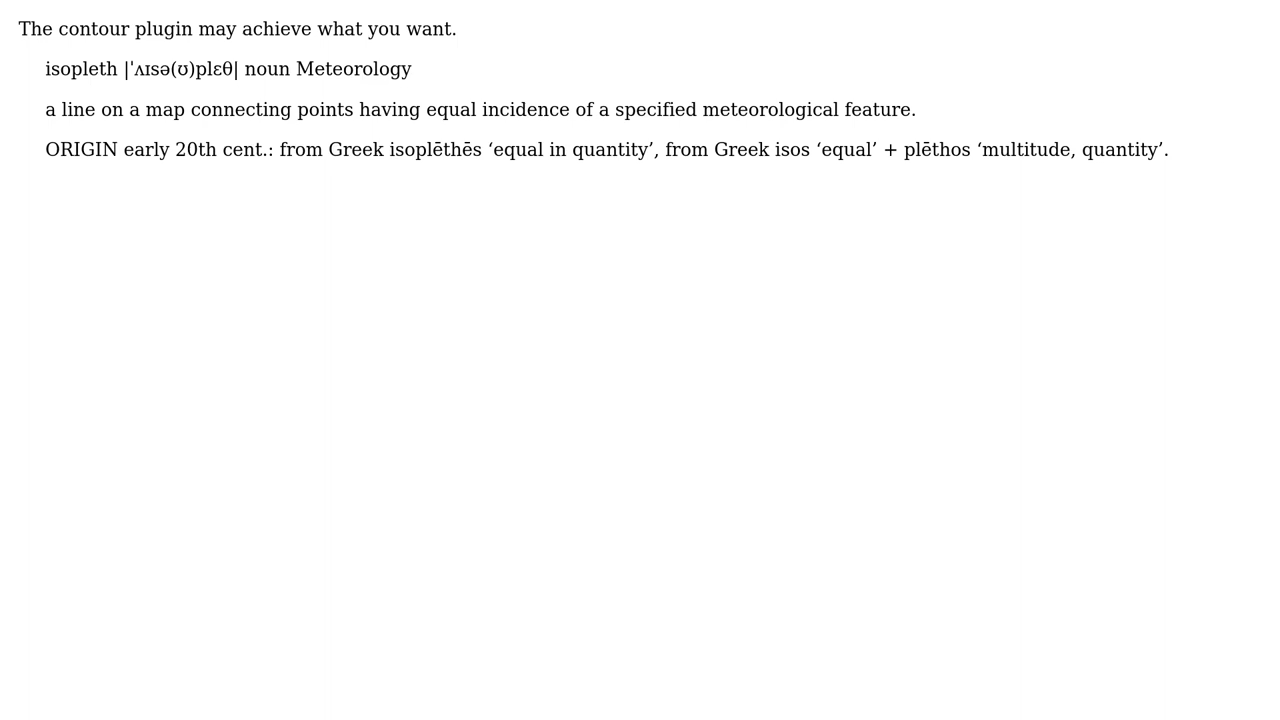 The contour plugin may achieve what you want.
isopleth |ˈʌɪsə(ʊ)plɛθ| noun Meteorology
a line on a map connecting points having equal incidence of a specified meteorological feature.
ORIGIN early 20th cent.: from Greek isoplēthēs ‘equal in quantity’, from Greek isos ‘equal’ + plēthos ‘multitude, quantity’.